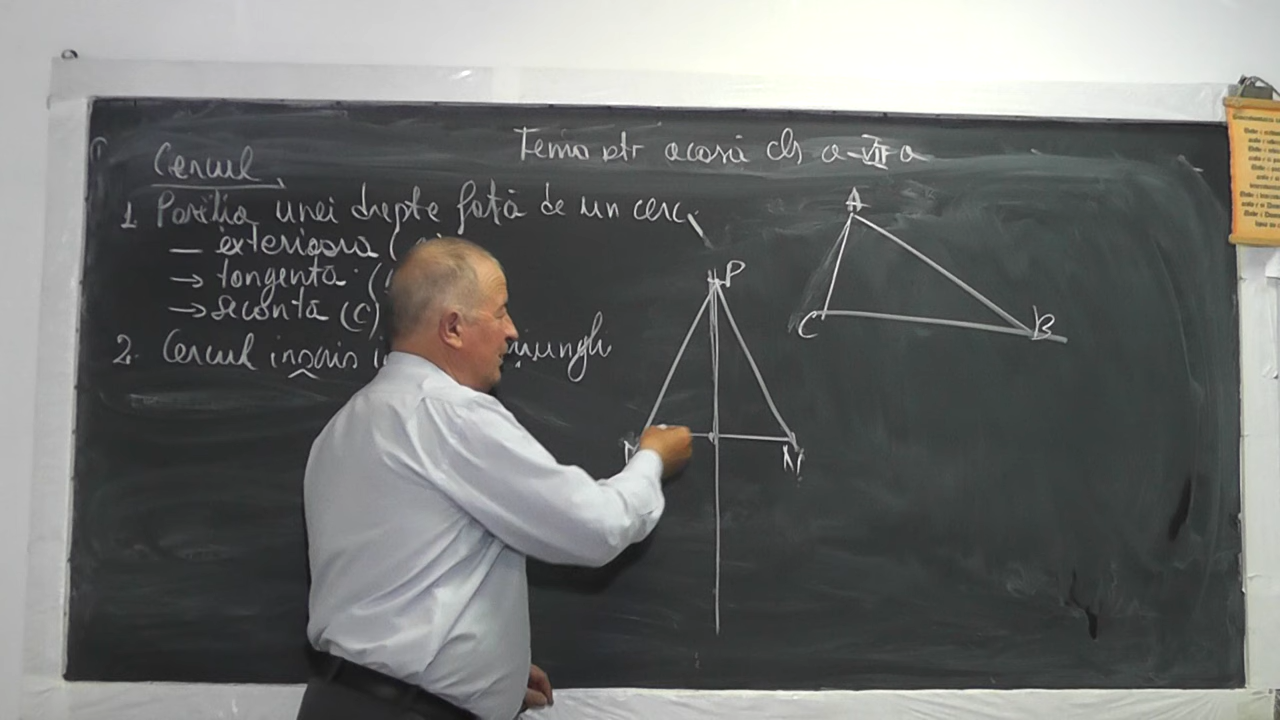 Cercul
Tema ptr acasă cls a-VII a
1. Poziția unei drepte față de un cerc.
– exterioara (
→ tangentă (
→ secantă (C)
2. Cercul înscris
A
C
B
P